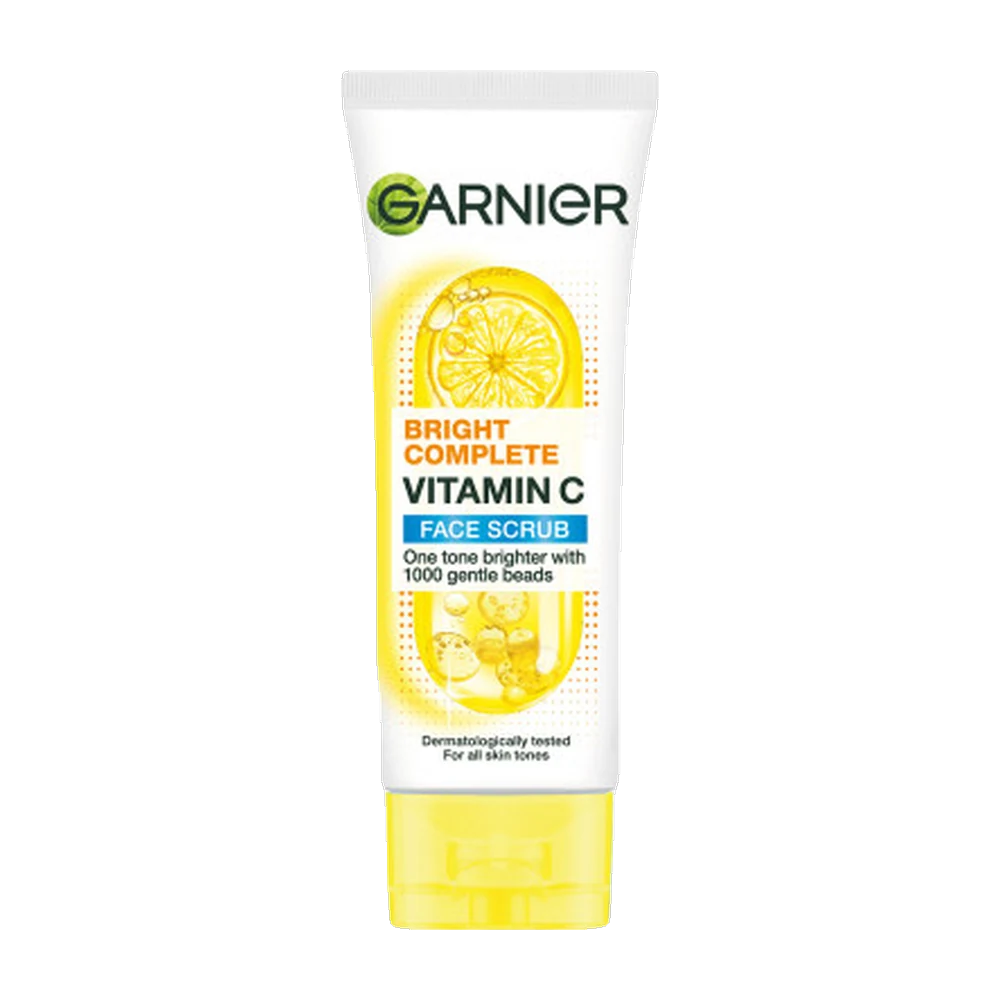 GARNIER
BRIGHT
COMPLETE
VITAMIN C
FACE SCRUB
One tone brighter with
1000 gentle beads
Dermatologically tested
For all skin tones